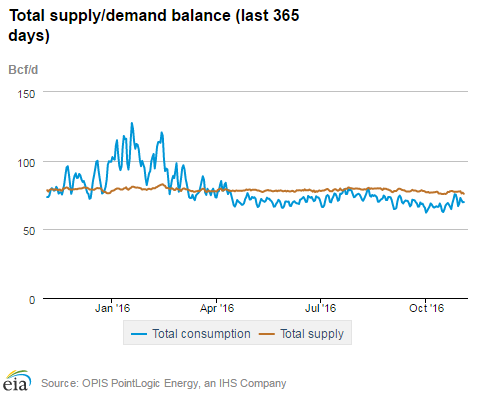 Total supply/demand balance (last 365
days)
Bcf/d
150
100
50
0
Jan '16
Apr '16
Jul '16
Oct '16
Total consumption
Total supply
eia
Source: OPIS PointLogic Energy, an IHS Company